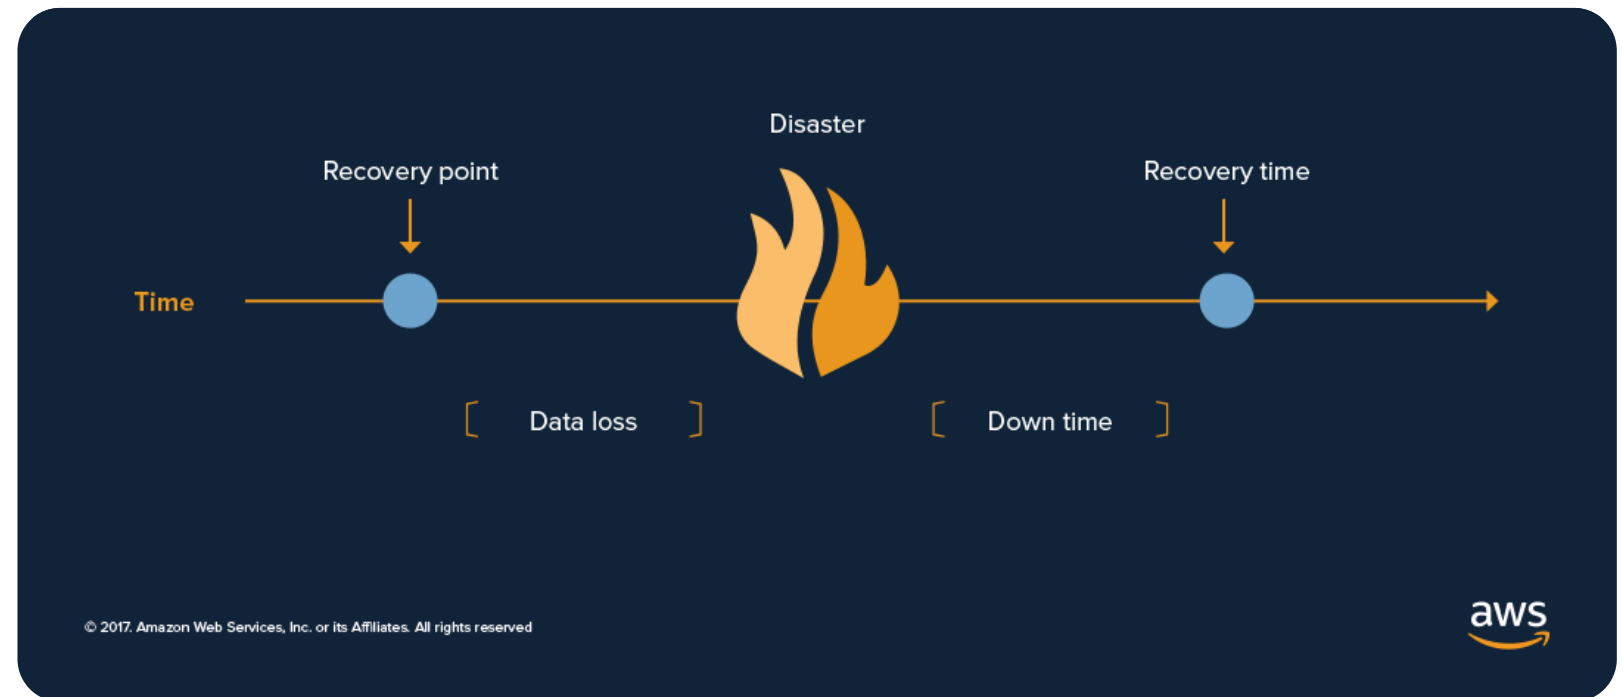 Disaster
Recovery point
Recovery time
Time
[ Data loss ]
[ Down time ]
© 2017. Amazon Web Services, Inc. or its Affiliates. All rights reserved
aws